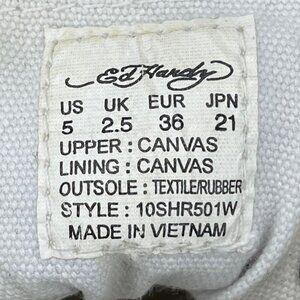 Ed Hardy
US UK EUR JPN
5 2.5 36 21
UPPER : CANVAS
LINING : CANVAS
OUTSOLE : TEXTILE/RUBBER
STYLE : 10SHR501W
MADE IN VIETNAM